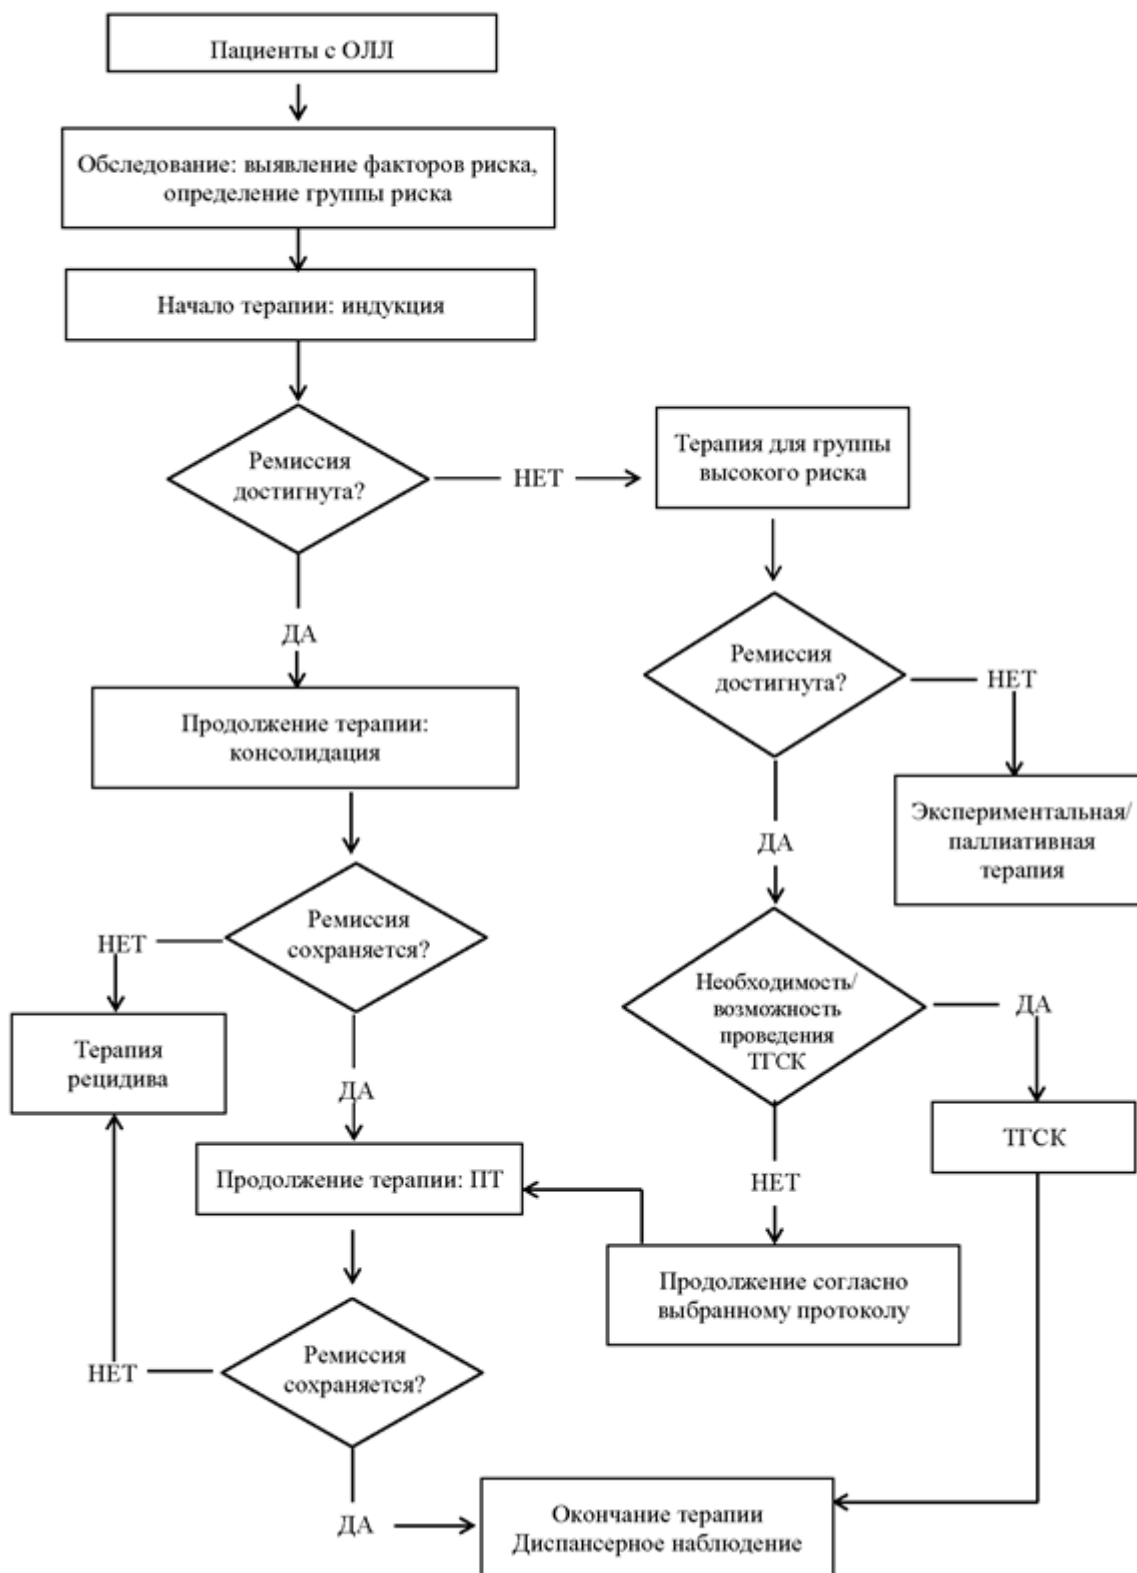 Пациенты с ОЛЛ
Обследование: выявление факторов риска,
определение группы риска
Начало терапии: индукция
Ремиссия
достигнута?
НЕТ
Терапия для группы
высокого риска
ДА
Ремиссия
достигнута?
НЕТ
Продолжение терапии:
консолидация
Экспериментальная/
паллиативная
терапия
ДА
Ремиссия
сохраняется?
НЕТ
Необходимость/
возможность
проведения
ТГСК
ДА
Терапия
рецидива
ДА
ТГСК
Продолжение терапии: ПТ
НЕТ
Продолжение согласно
выбранному протоколу
Ремиссия
сохраняется?
НЕТ
ДА
Окончание терапии
Диспансерное наблюдение